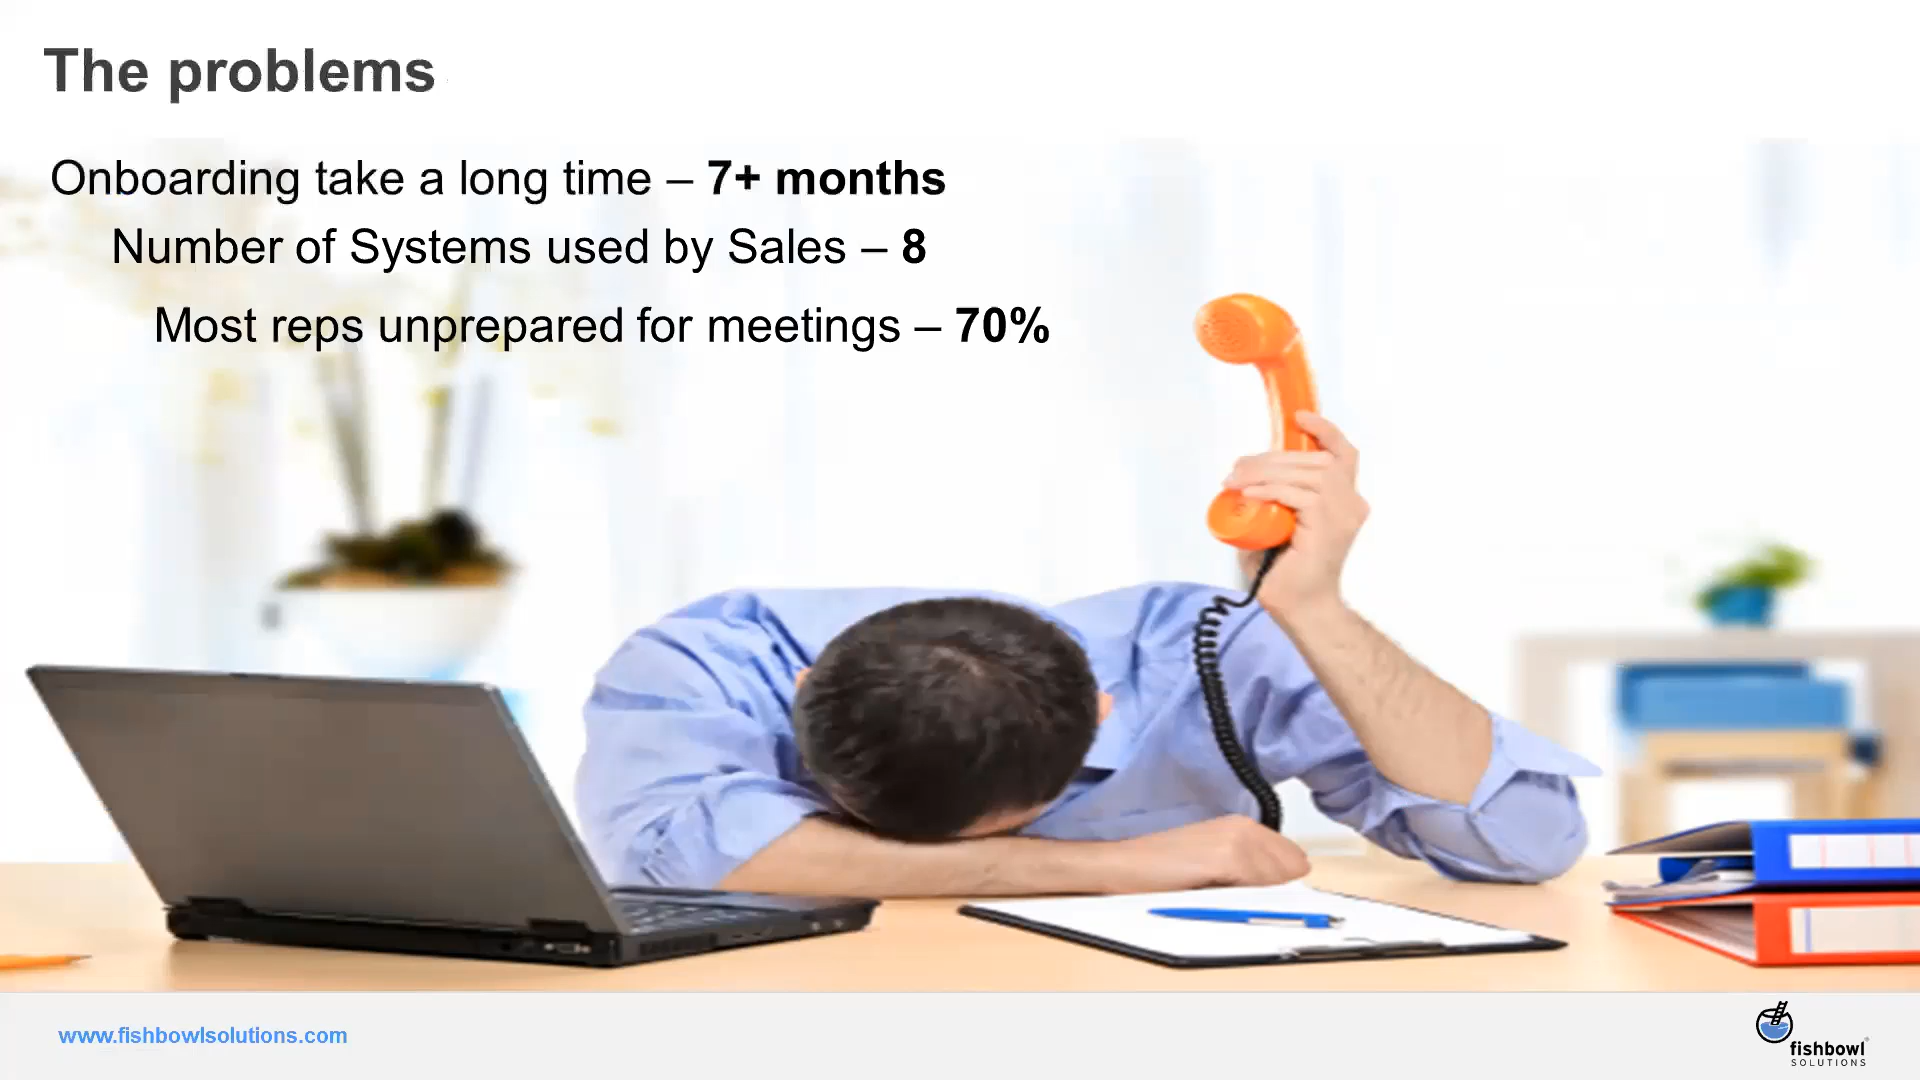 The problems
Onboarding take a long time – 7+ months
Number of Systems used by Sales – 8
Most reps unprepared for meetings – 70%
www.fishbowlsolutions.com
fishbowl
SOLUTIONS